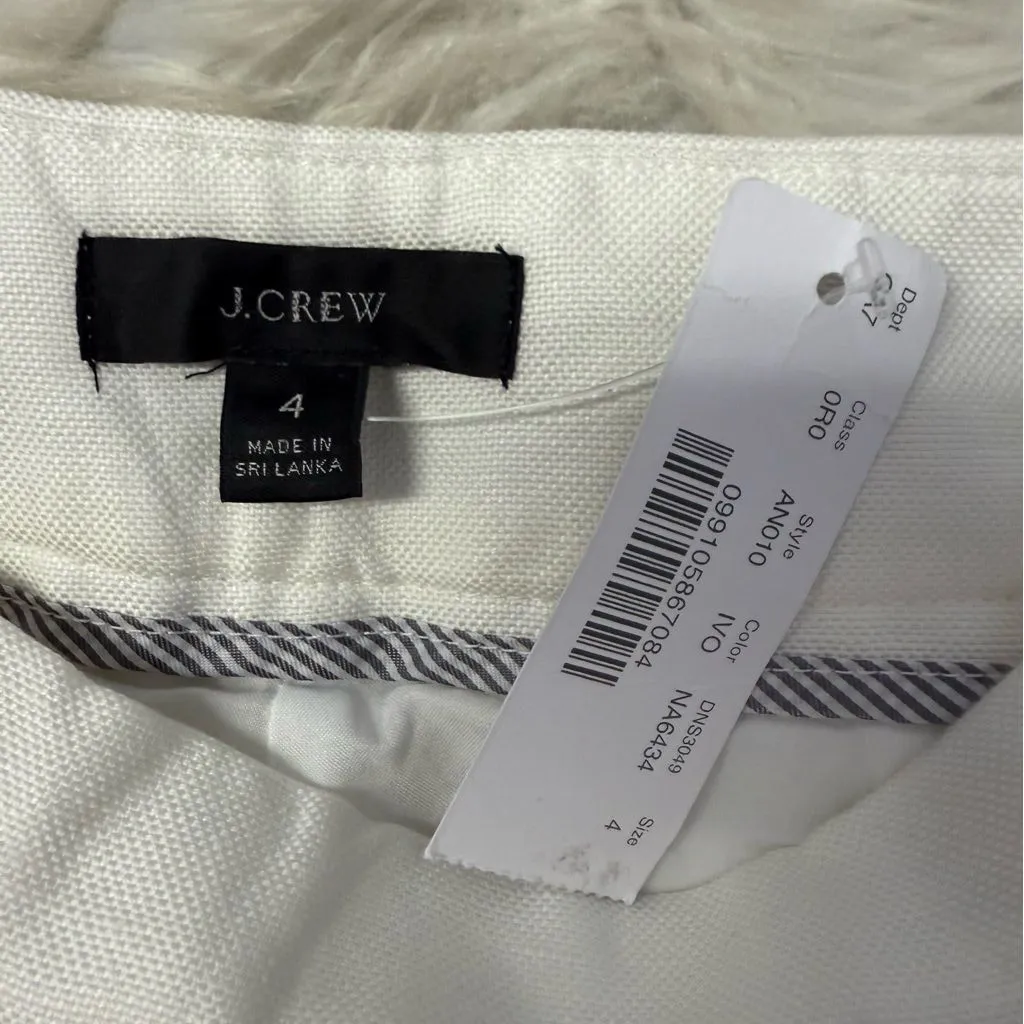 J.CREW
4
MADE IN
SRI LANKA
Dept Class Style Color DNS3049 Size
0R0 AN010 IVO NA6434 4
099105867084